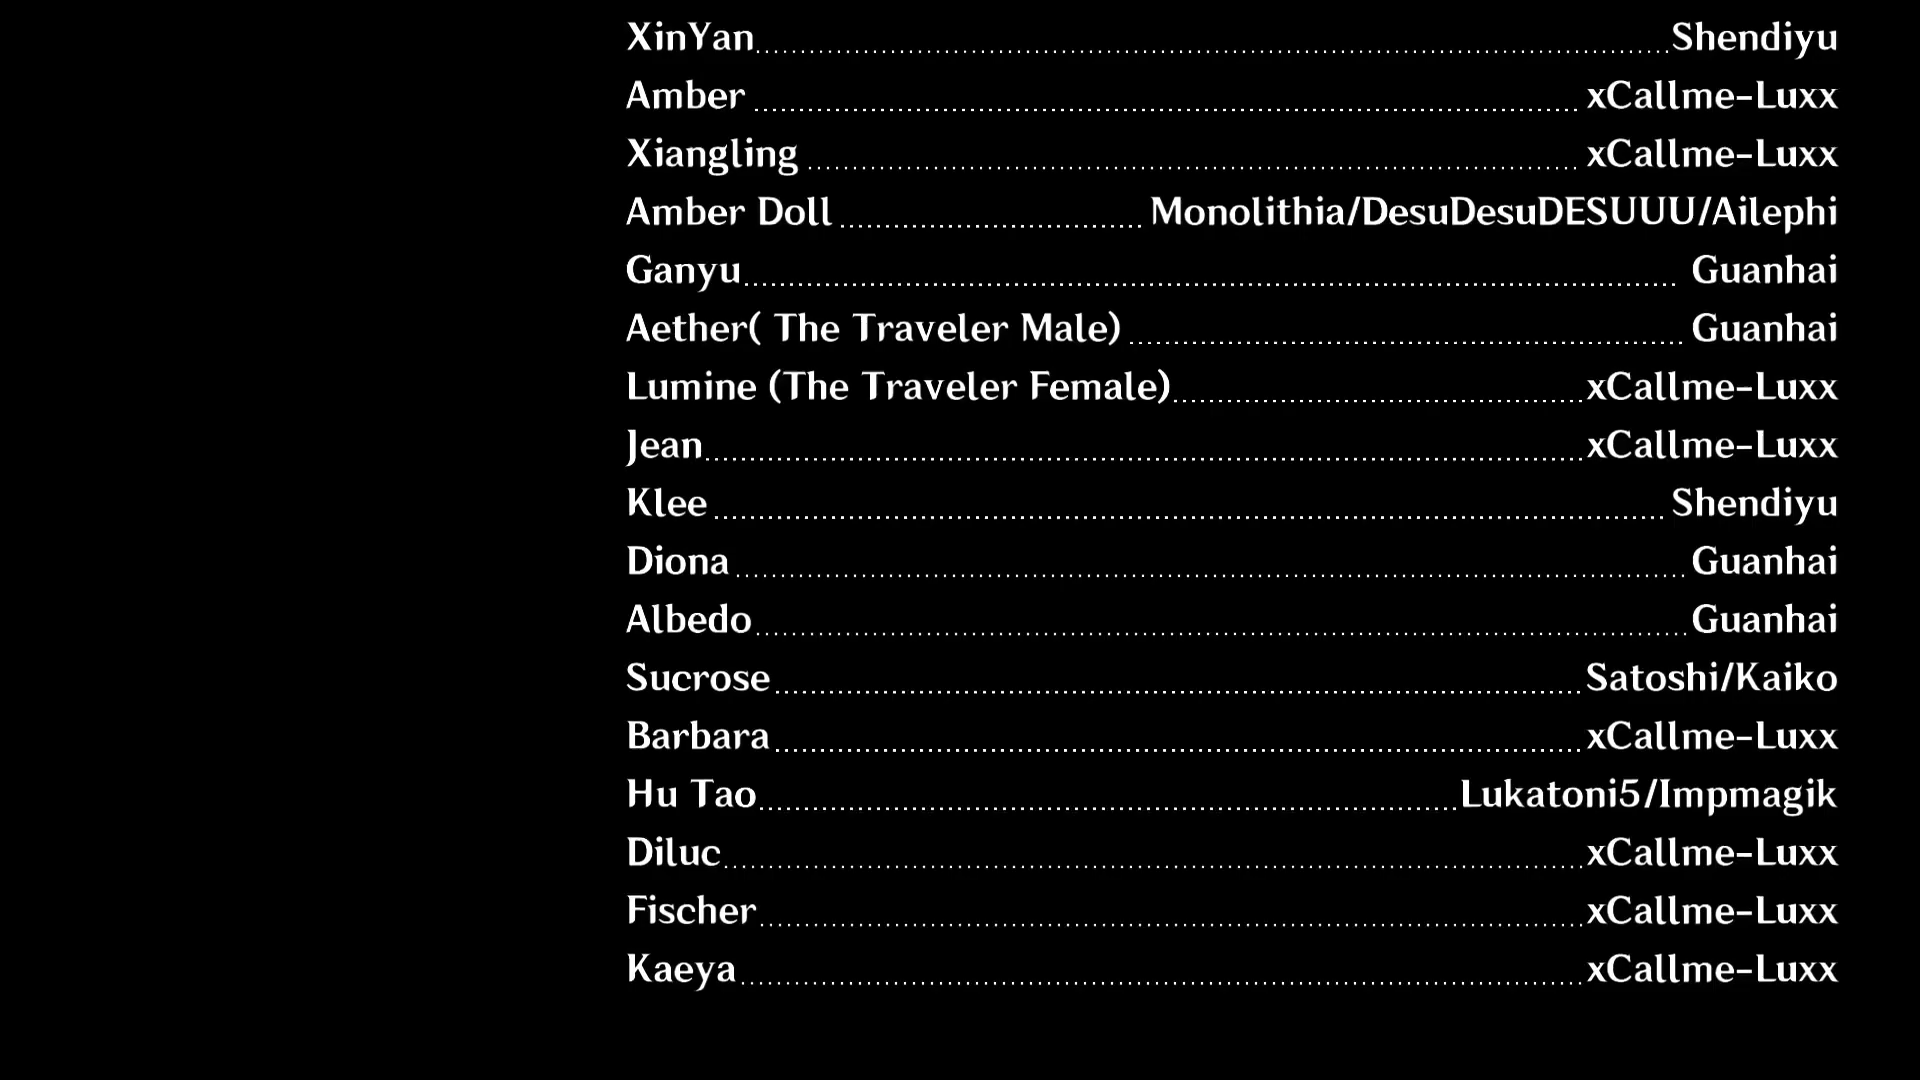 XinYan........................Shendiyu
Amber ........................ xCallme-Luxx
Xiangling ........................ xCallme-Luxx
Amber Doll ........................ Monolithia/DesuDesuDESUUU/Ailephi
Ganyu........................ Guanhai
Aether( The Traveler Male) ........................ Guanhai
Lumine (The Traveler Female)........................xCallme-Luxx
Jean........................xCallme-Luxx
Klee ........................ Shendiyu
Diona ........................ Guanhai
Albedo........................Guanhai
Sucrose........................Satoshi/Kaiko
Barbara ........................xCallme-Luxx
Hu Tao........................Lukatoni5/Impmagik
Diluc........................xCallme-Luxx
Fischer........................xCallme-Luxx
Kaeya........................xCallme-Luxx